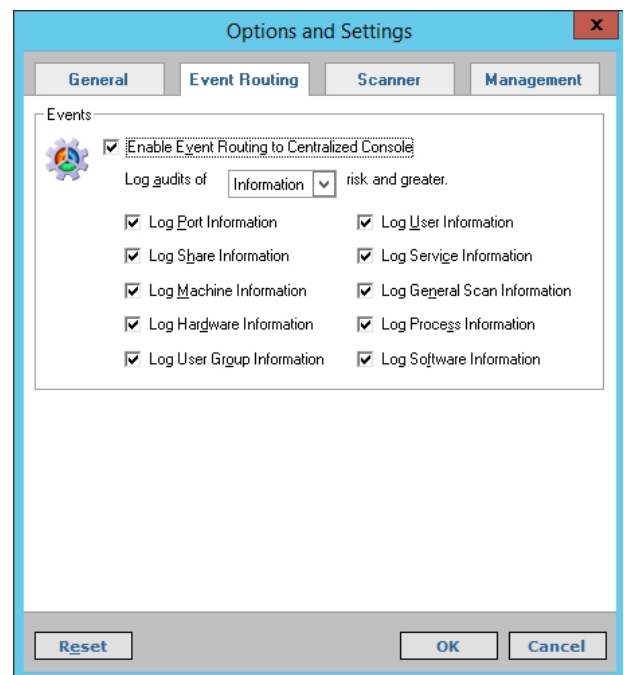 Options and Settings
x
General Event Routing Scanner Management
Events
Enable Event Routing to Centralized Console
Log audits of Information risk and greater.
Log Port Information Log User Information
Log Share Information Log Service Information
Log Machine Information Log General Scan Information
Log Hardware Information Log Process Information
Log User Group Information Log Software Information
Reset OK Cancel